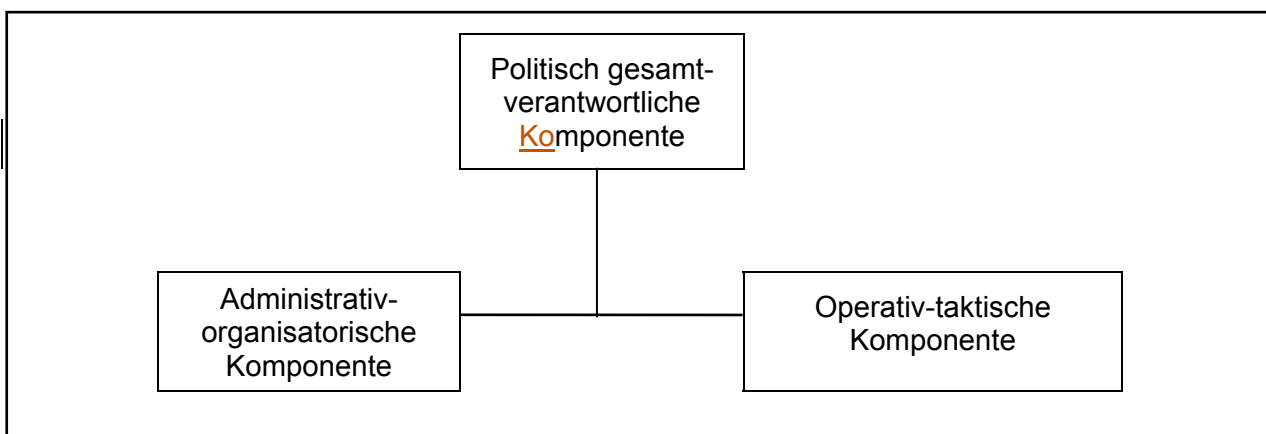 Politisch gesamt-
verantwortliche
Komponente
Administrativ-
organisatorische
Komponente
Operativ-taktische
Komponente